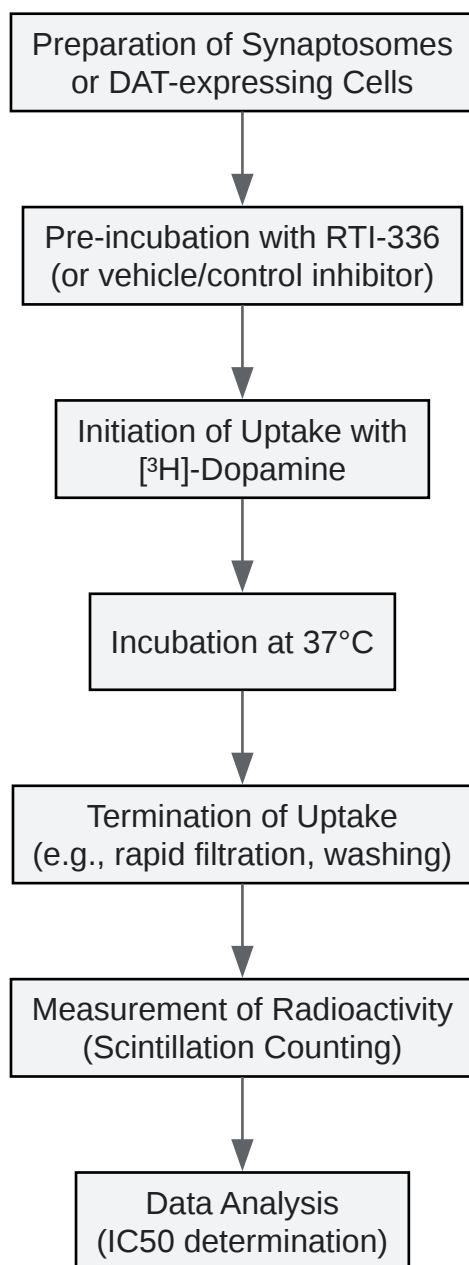 Preparation of Synaptosomes
or DAT-expressing Cells
Pre-incubation with RTI-336
(or vehicle/control inhibitor)
Initiation of Uptake with
[³H]-Dopamine
Incubation at 37°C
Termination of Uptake
(e.g., rapid filtration, washing)
Measurement of Radioactivity
(Scintillation Counting)
Data Analysis
(IC50 determination)